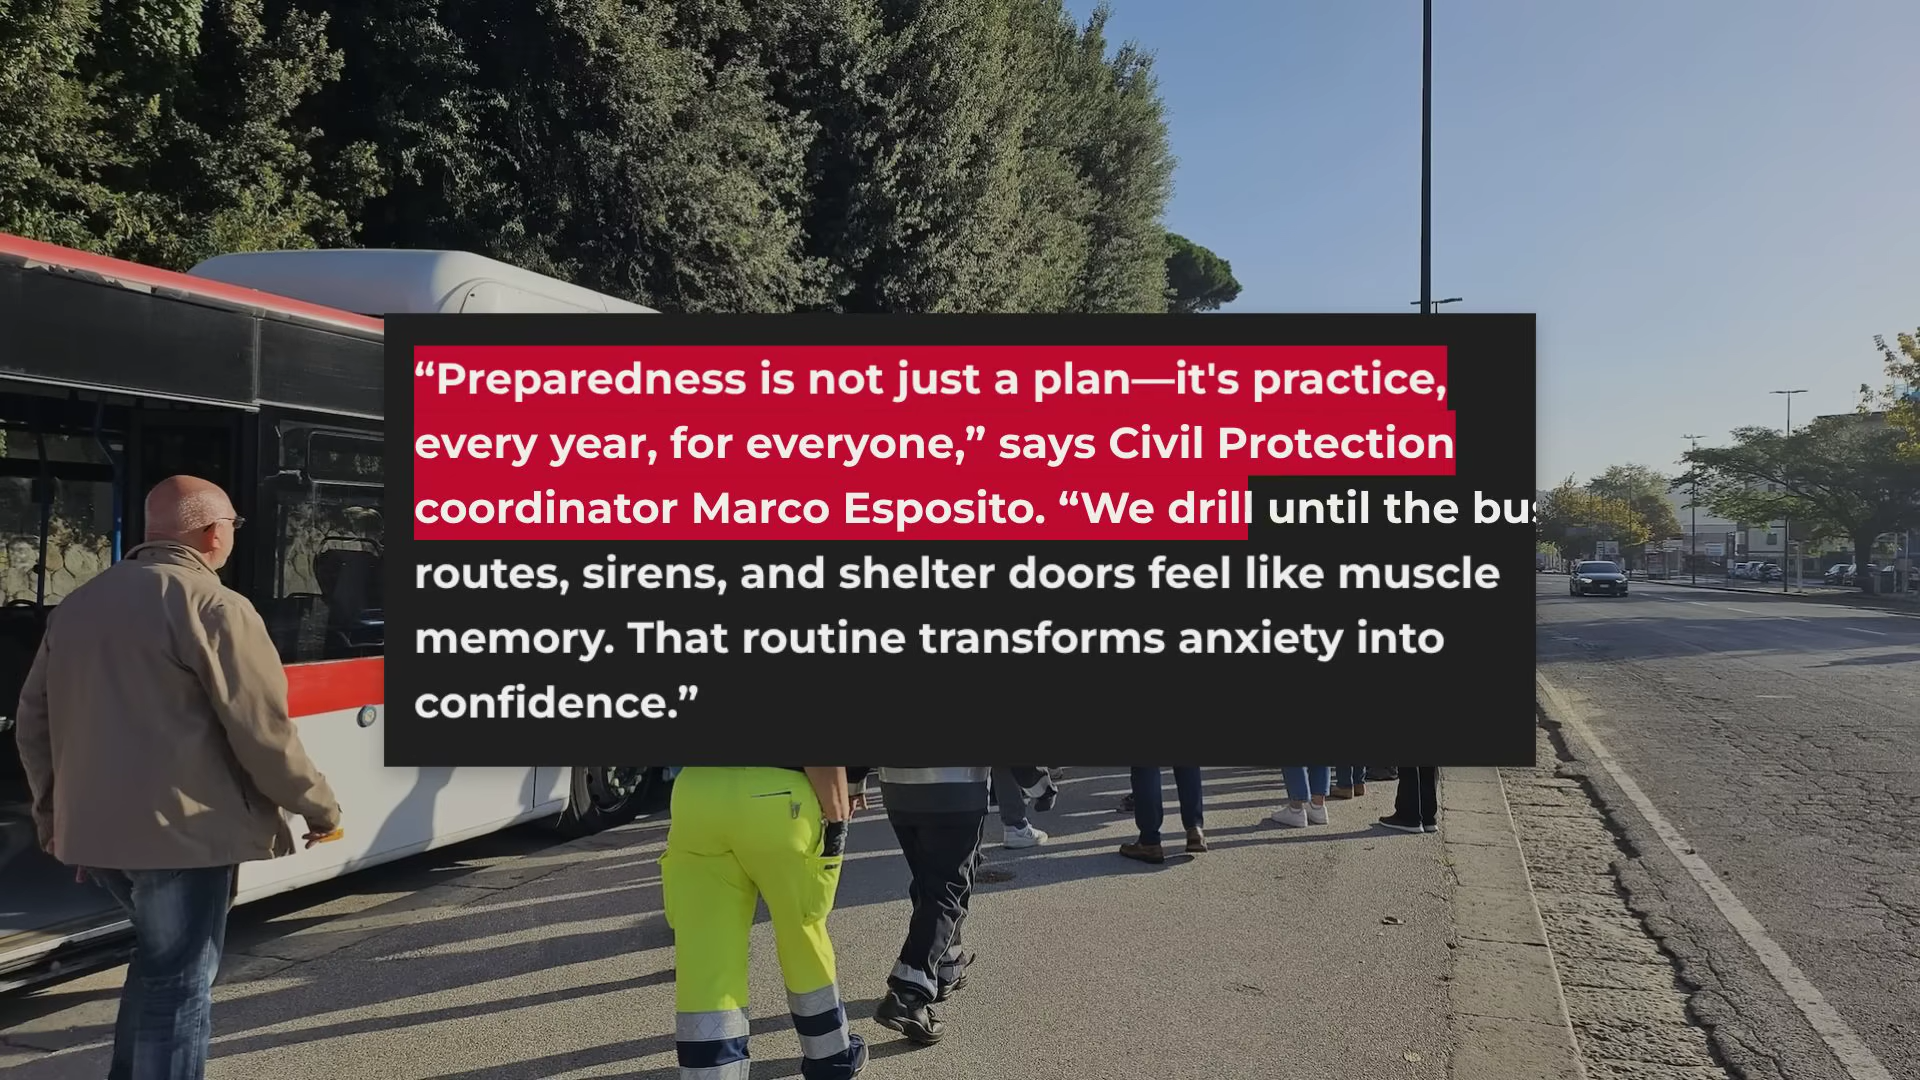 “Preparedness is not just a plan—it's practice,
every year, for everyone,” says Civil Protection
coordinator Marco Esposito. “We drill until the bus
routes, sirens, and shelter doors feel like muscle
memory. That routine transforms anxiety into
confidence.”